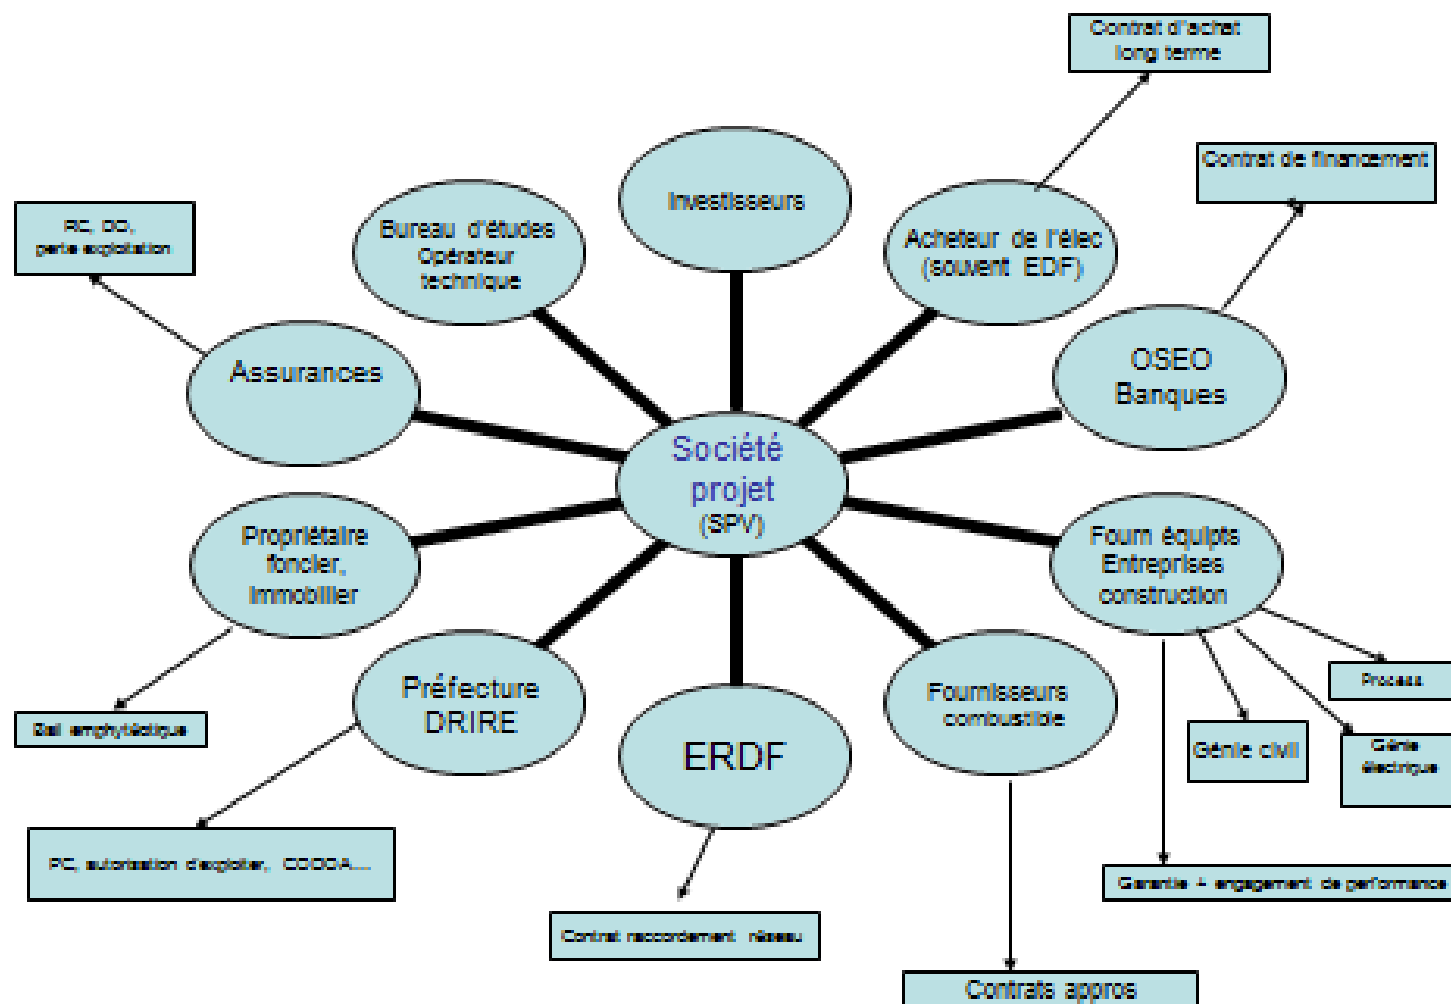 Contrat d'achat
long terme
Contrat de financement
Investisseurs
Bureau d'études
Opérateur
technique
Acheteur de l'élec
(souvent EDF)
RC, DO,
perte exploitation
Assurances
OSEO
Banques
Société
projet
(SPV)
Propriétaire
foncier,
immobilier
Fourn équipts
Entreprises
construction
Préfecture
DRIRE
ERDF
Fournisseurs
combustible
Process
Bail emphytéotique
Génie civil
Génie
électrique
PC, autorisation d'exploiter,
Garantie + engagement de performance
Contrat raccordement réseau
Contrats appros